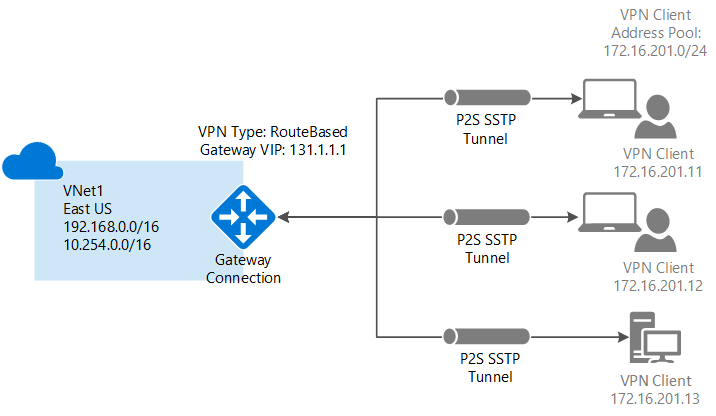 VPN Client
Address Pool:
172.16.201.0/24
P2S SSTP
Tunnel
VPN Client
172.16.201.11
VPN Type: RouteBased
Gateway VIP: 131.1.1.1
VNet1
East US
192.168.0.0/16
10.254.0.0/16
Gateway
Connection
P2S SSTP
Tunnel
VPN Client
172.16.201.12
P2S SSTP
Tunnel
VPN Client
172.16.201.13